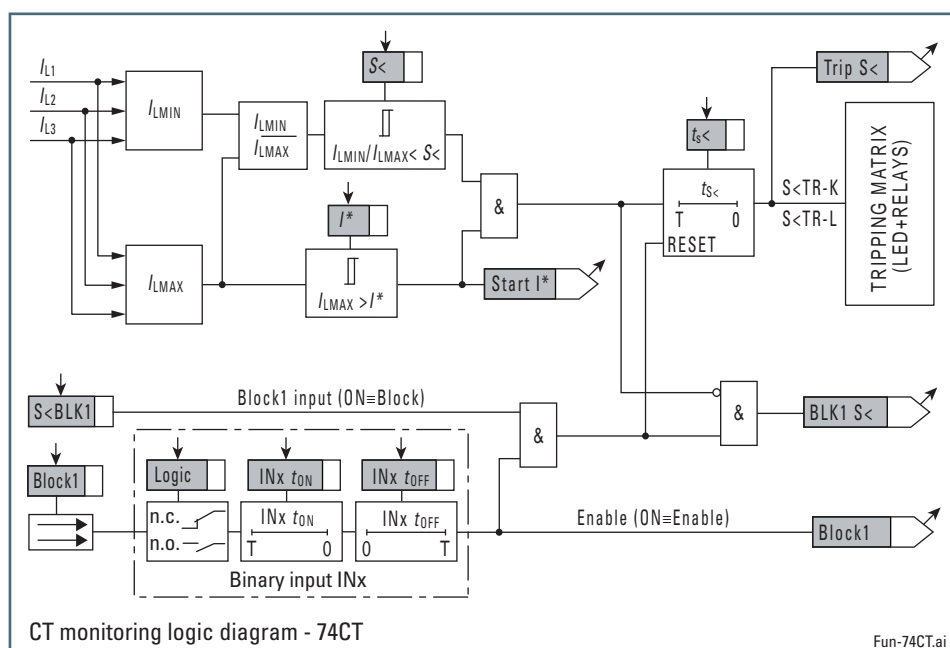 I_L1
I_L2
I_L3
I_LMIN
I_LMAX
I_LMIN
I_LMAX
S<
I_LMIN/I_LMAX< S<
I*
I_LMAX >I*
&
Start I*
t_S<
t_S<
T 0
RESET
Trip S<
S<TR-K
S<TR-L
TRIPPING MATRIX
(LED+RELAYS)
S<BLK1
Block1 input (ON≡Block)
&
&
BLK1 S<
Block1
Logic
INx t_ON
INx t_OFF
n.c.
n.o.
INx t_ON
T 0
INx t_OFF
0 T
Enable (ON≡Enable)
Block1
Binary input INx
CT monitoring logic diagram - 74CT
Fun-74CT.ai